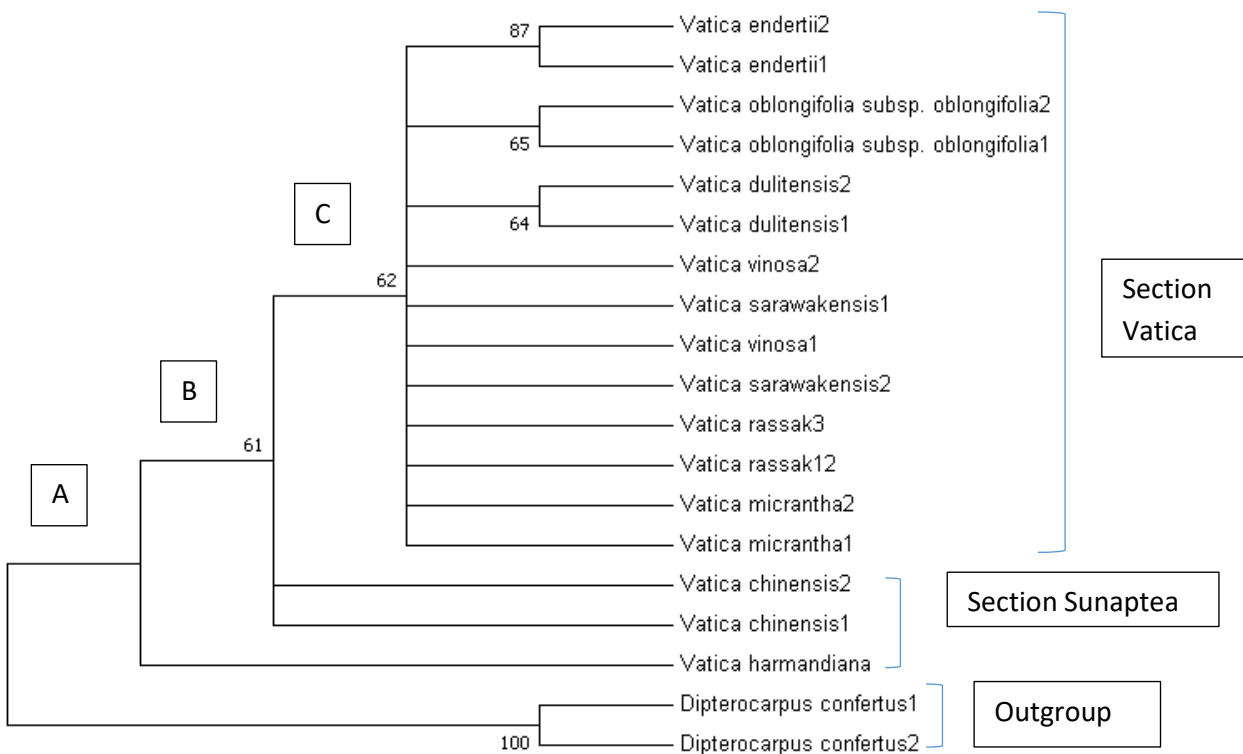 87
Vatica endertii2
Vatica endertii1
Vatica oblongifolia subsp. oblongifolia2
65
Vatica oblongifolia subsp. oblongifolia1
Vatica dulitensis2
C
64
Vatica dulitensis1
Vatica vinosa2
62
Vatica sarawakensis1
Section
Vatica
Vatica vinosa1
B
Vatica sarawakensis2
61
Vatica rassak3
A
Vatica rassak12
Vatica micrantha2
Vatica micrantha1
Vatica chinensis2
Section Sunaptea
Vatica chinensis1
Vatica harmandiana
Dipterocarpus confertus1
Outgroup
100
Dipterocarpus confertus2